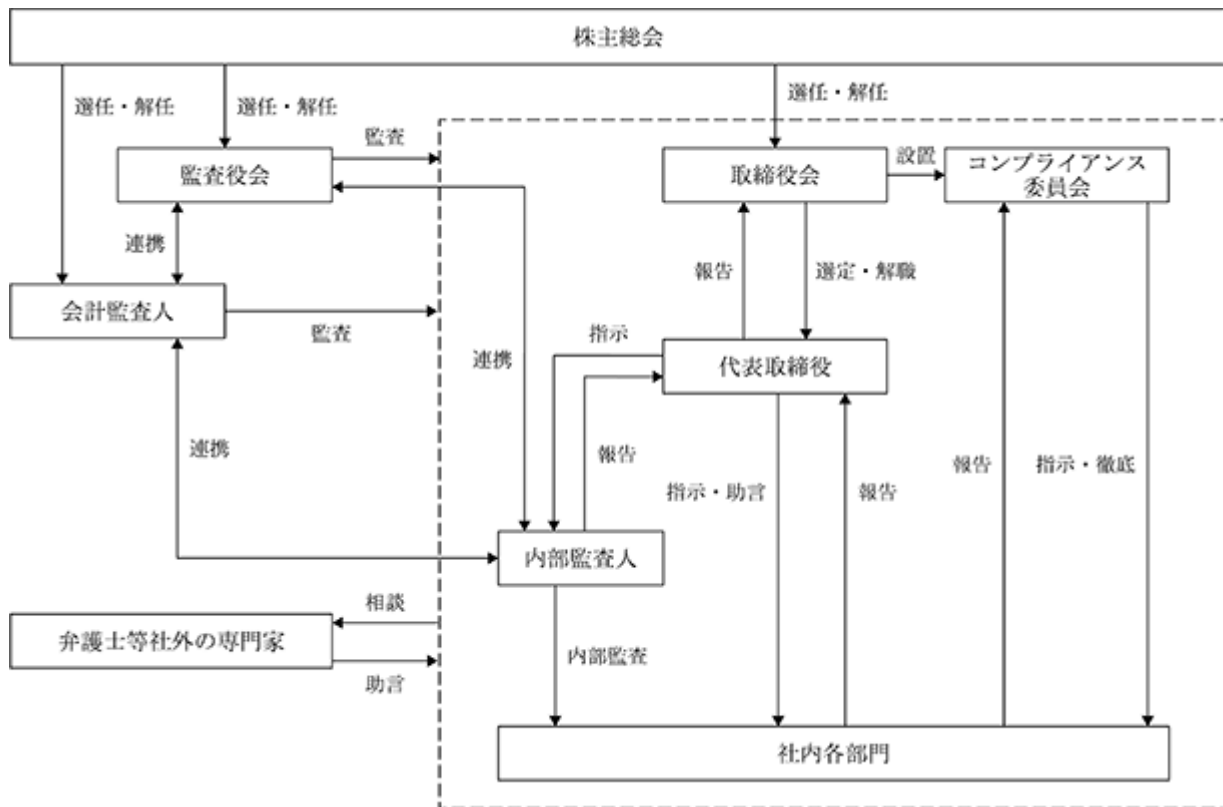 株主総会
選任・解任
選任・解任
選任・解任
監査
監査役会
取締役会
設置
コンプライアンス
委員会
連携
報告
選定・解職
会計監査人
監査
指示
連携
代表取締役
連携
報告
指示・助言
報告
報告
指示・徹底
内部監査人
相談
弁護士等社外の専門家
助言
内部監査
社内各部門